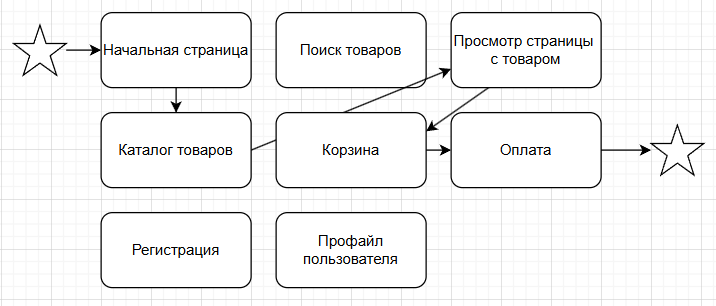 Начальная страница
Поиск товаров
Просмотр страницы
с товаром
Каталог товаров
Корзина
Оплата
Регистрация
Профайл
пользователя